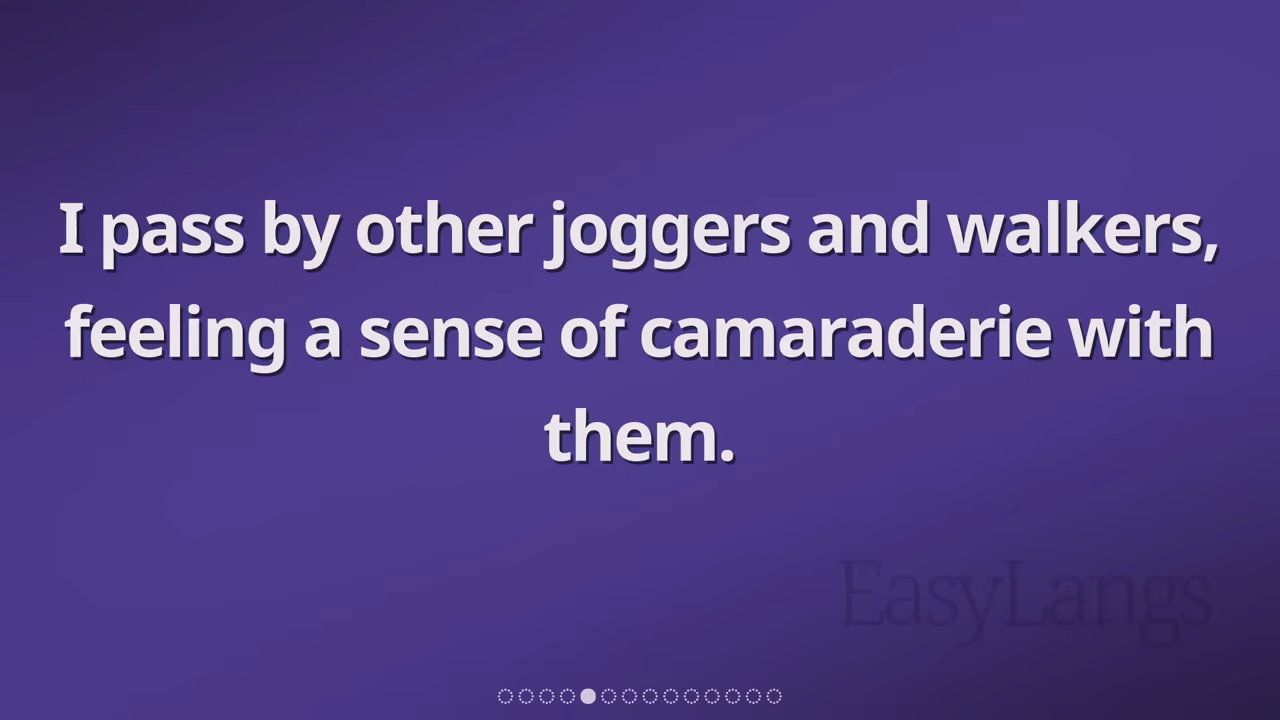 I pass by other joggers and walkers,
feeling a sense of camaraderie with
them.
EasyLangs